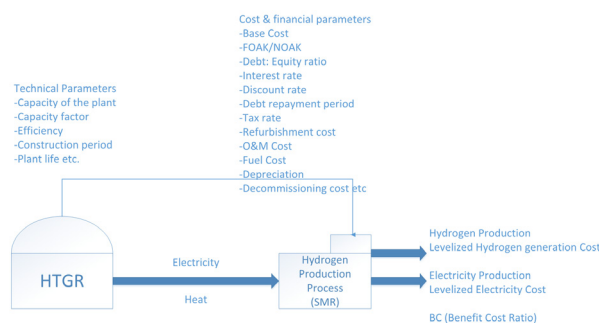 Cost & financial parameters
-Base Cost
-FOAK/NOAK
-Debt: Equity ratio
-Interest rate
-Discount rate
-Debt repayment period
-Tax rate
-Refurbishment cost
-O&M Cost
-Fuel Cost
-Depreciation
-Decommissioning cost etc
Technical Parameters
-Capacity of the plant
-Capacity factor
-Efficiency
-Construction period
-Plant life etc.
HTGR
Electricity
Heat
Hydrogen
Production
Process
(SMR)
Hydrogen Production
Levelized Hydrogen generation Cost
Electricity Production
Levelized Electricity Cost
BC (Benefit Cost Ratio)